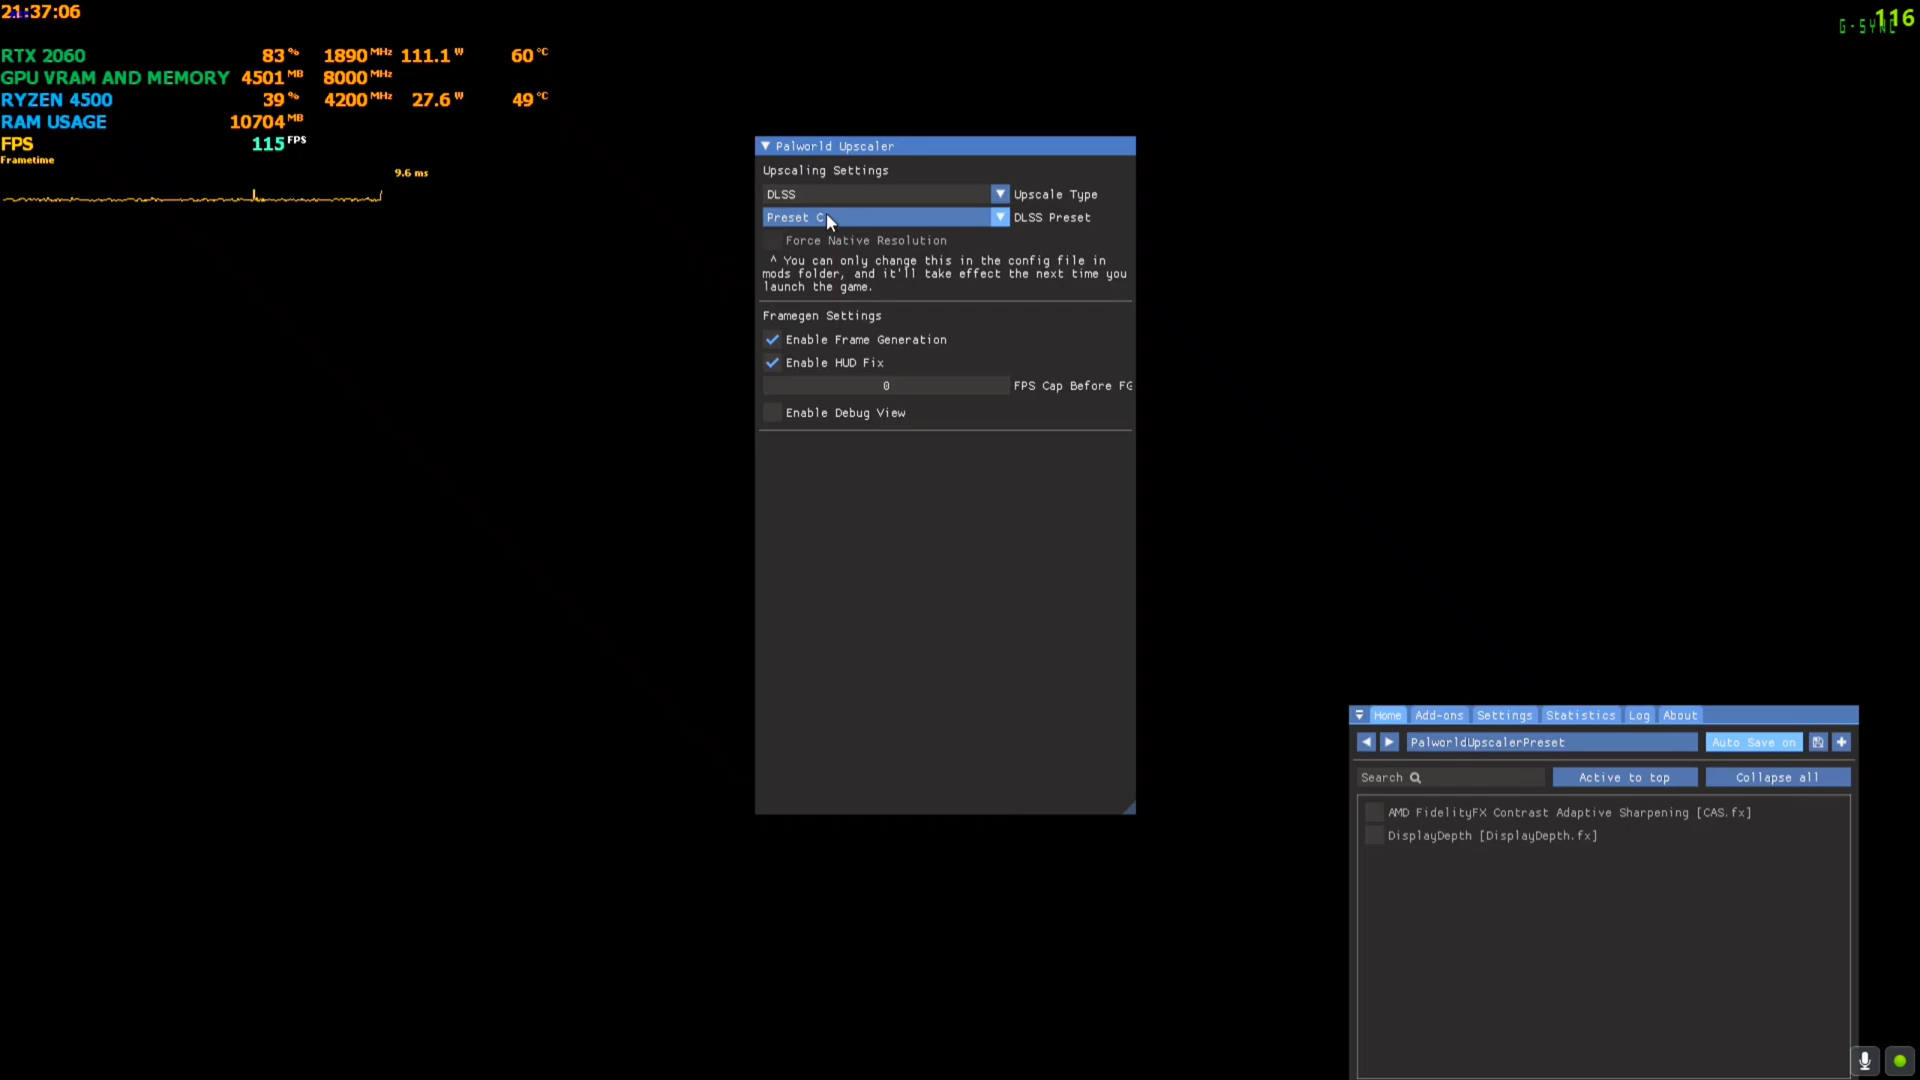 21:37:06
116
G-SYNC
RTX 2060 83 % 1890 MHz 111.1 W 60 °C
GPU VRAM AND MEMORY 4501 MB 8000 MHz
RYZEN 4500 39 % 4200 MHz 27.6 W 49 °C
RAM USAGE 10704 MB
FPS 115 FPS
Frametime
9.6 ms
Palworld Upscaler
Upscaling Settings
DLSS Upscale Type
Preset C DLSS Preset
Force Native Resolution
^ You can only change this in the config file in
mods folder, and it'll take effect the next time you
launch the game.
Framegen Settings
Enable Frame Generation
Enable HUD Fix
0 FPS Cap Before FG
Enable Debug View
Home Add-ons Settings Statistics Log About
PalworldUpscalerPreset Auto Save on
Search Active to top Collapse all
AMD FidelityFX Contrast Adaptive Sharpening [CAS.fx]
DisplayDepth [DisplayDepth.fx]